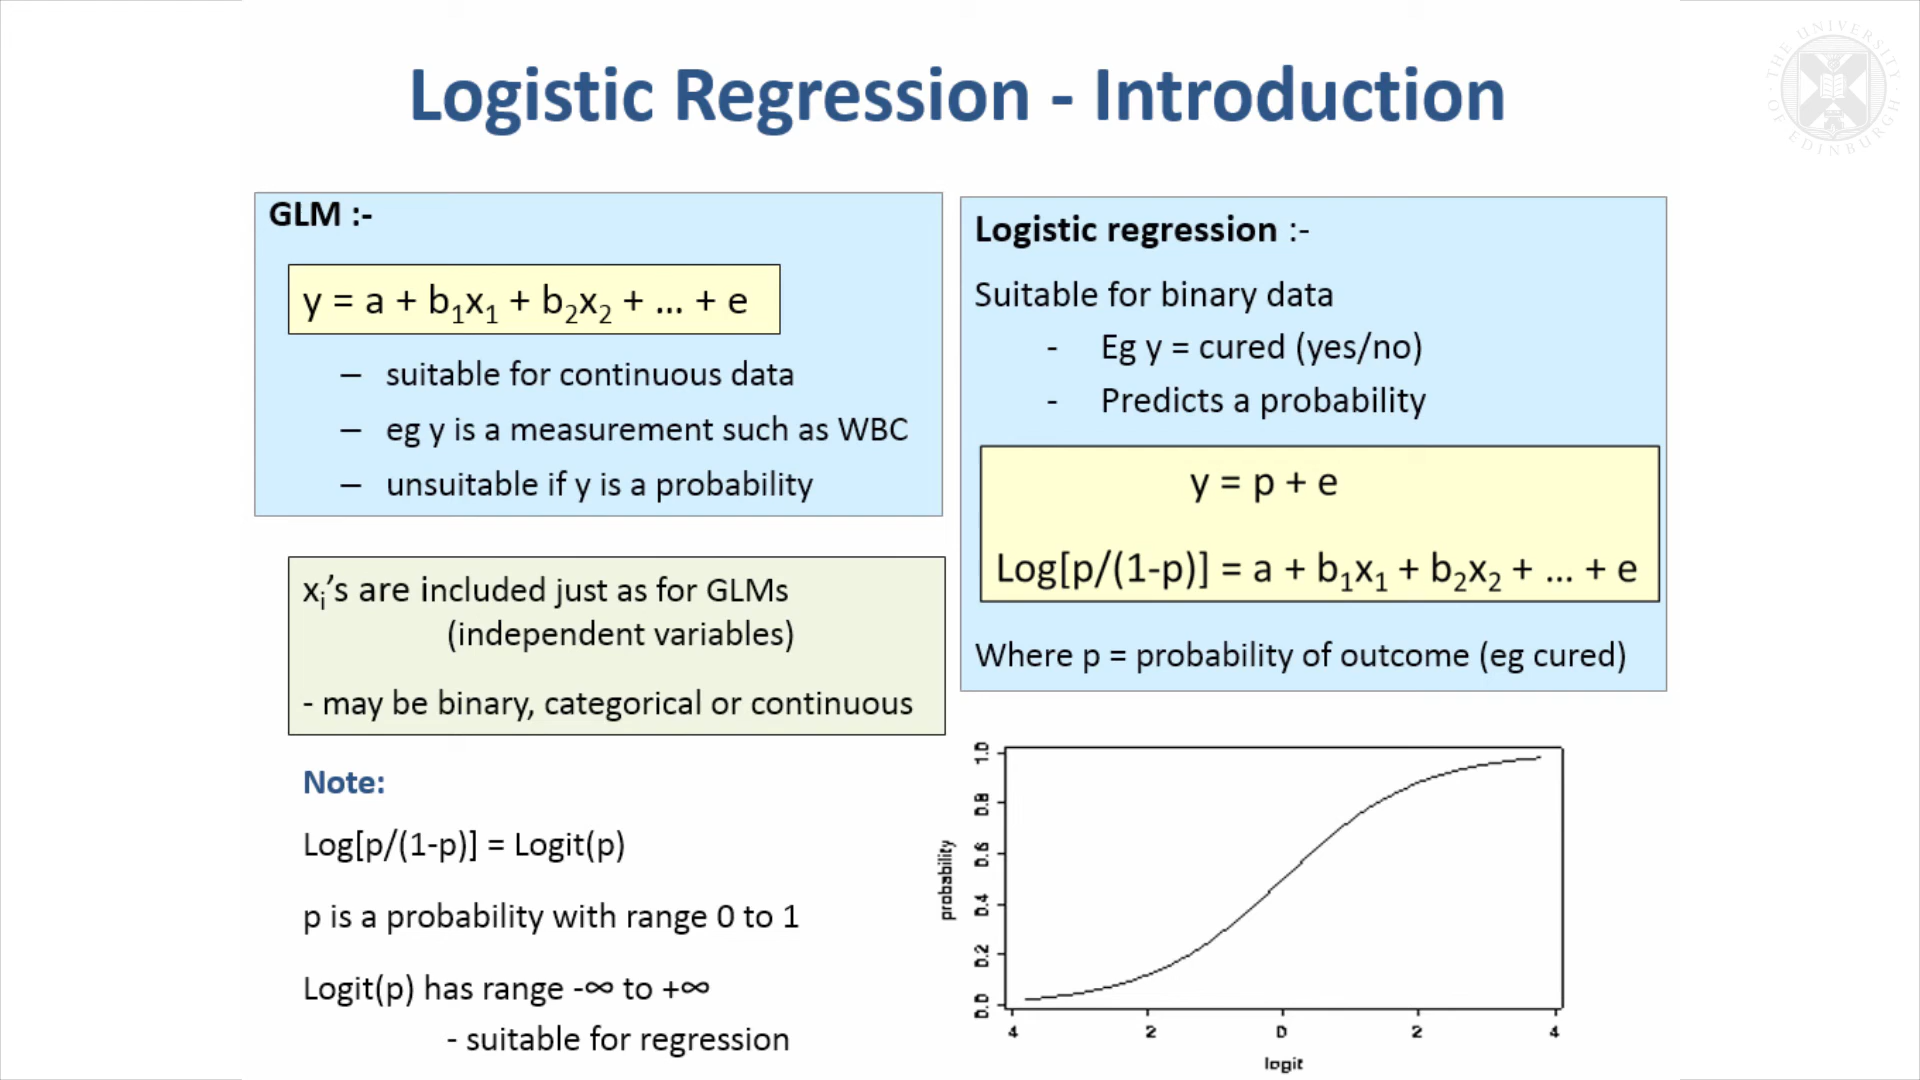 Logistic Regression - Introduction
THE UNIVERSITY OF EDINBURGH
GLM :-
y = a + b₁x₁ + b₂x₂ + ... + e
– suitable for continuous data
– eg y is a measurement such as WBC
– unsuitable if y is a probability
xᵢ's are included just as for GLMs
(independent variables)
- may be binary, categorical or continuous
Note:
Log[p/(1-p)] = Logit(p)
p is a probability with range 0 to 1
Logit(p) has range -∞ to +∞
- suitable for regression
Logistic regression :-
Suitable for binary data
- Eg y = cured (yes/no)
- Predicts a probability
y = p + e
Log[p/(1-p)] = a + b₁x₁ + b₂x₂ + ... + e
Where p = probability of outcome (eg cured)
probability
1.0
0.8
0.6
0.4
0.2
0.0
4 2 0 2 4
logit